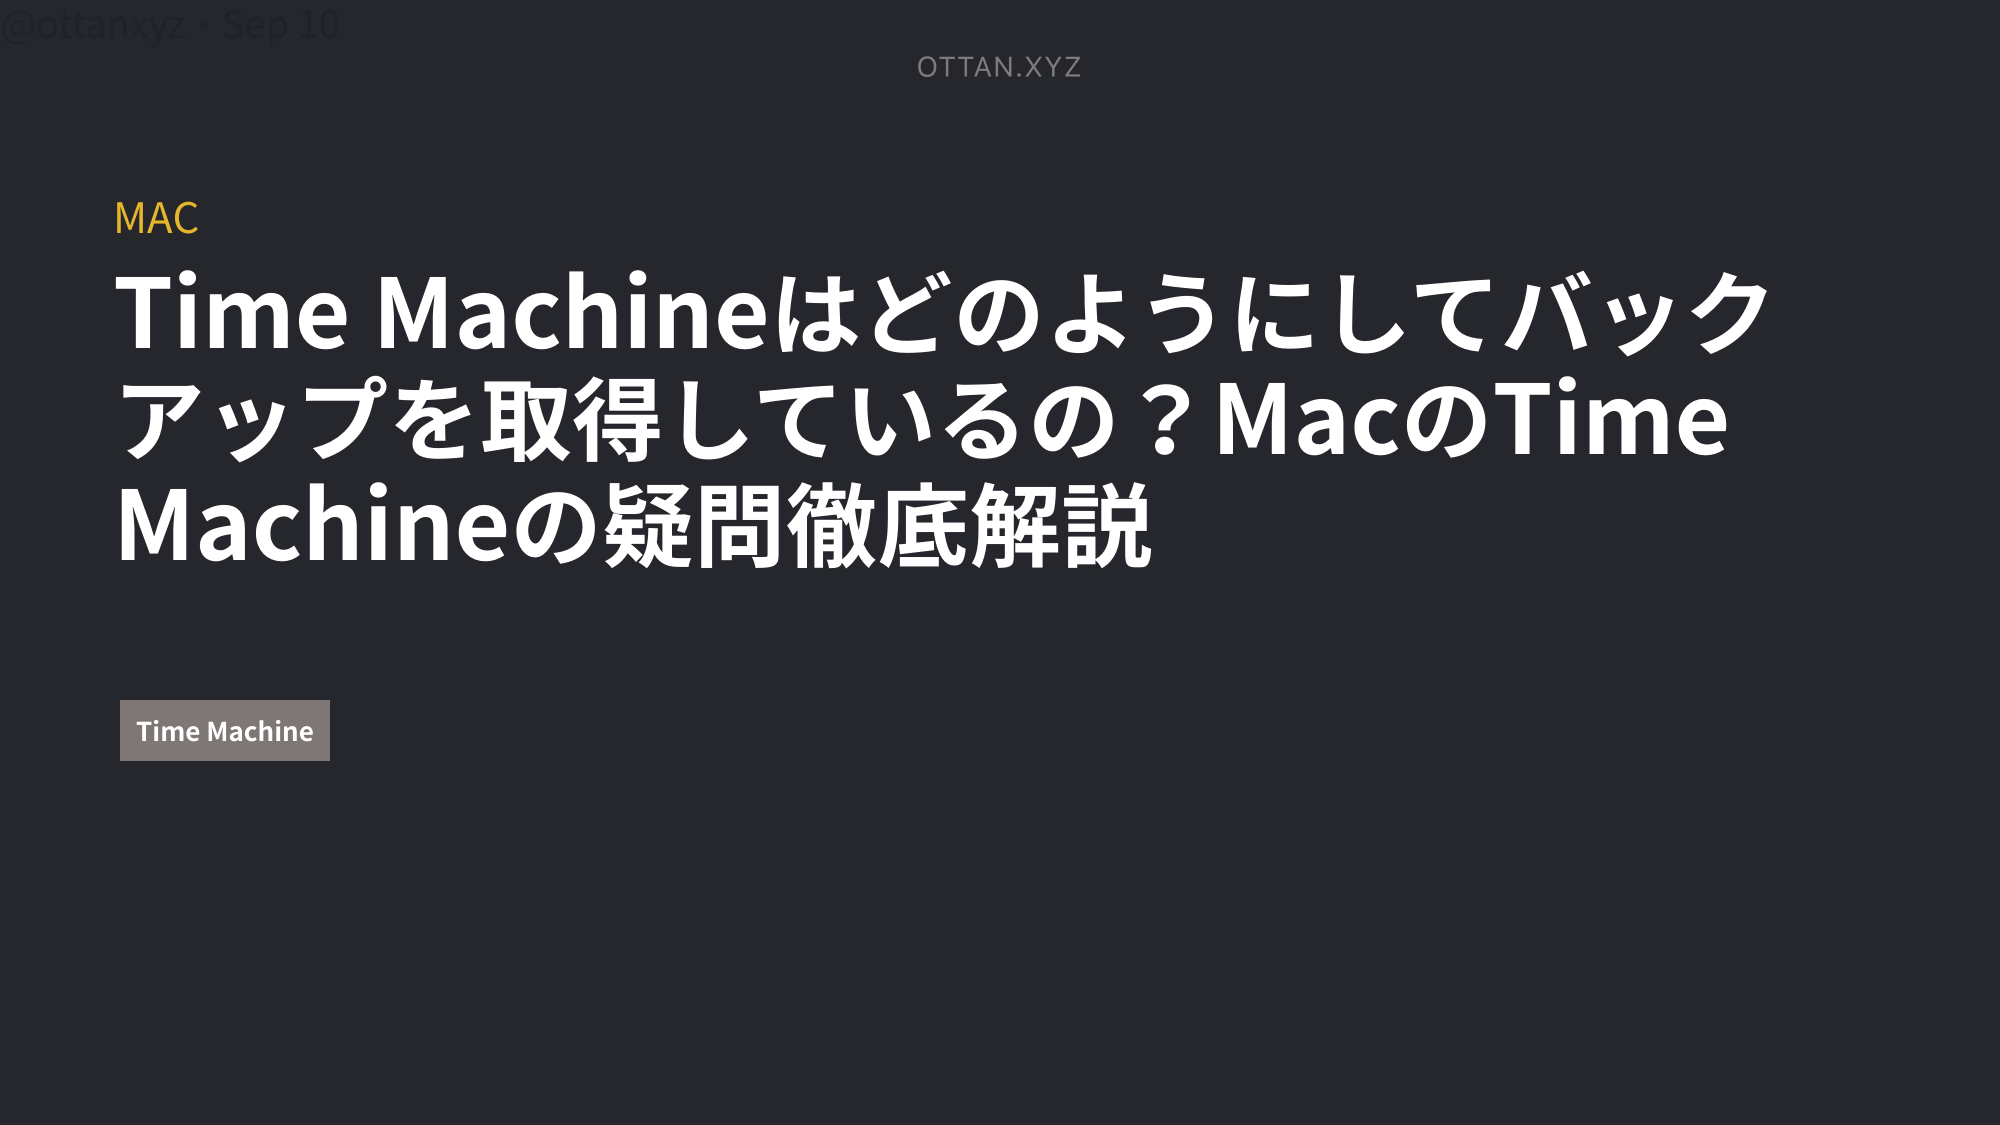 @ottanxyz・Sep 10
OTTAN.XYZ
MAC
Time Machineはどのようにしてバック
アップを取得しているの？MacのTime
Machineの疑問徹底解説
Time Machine